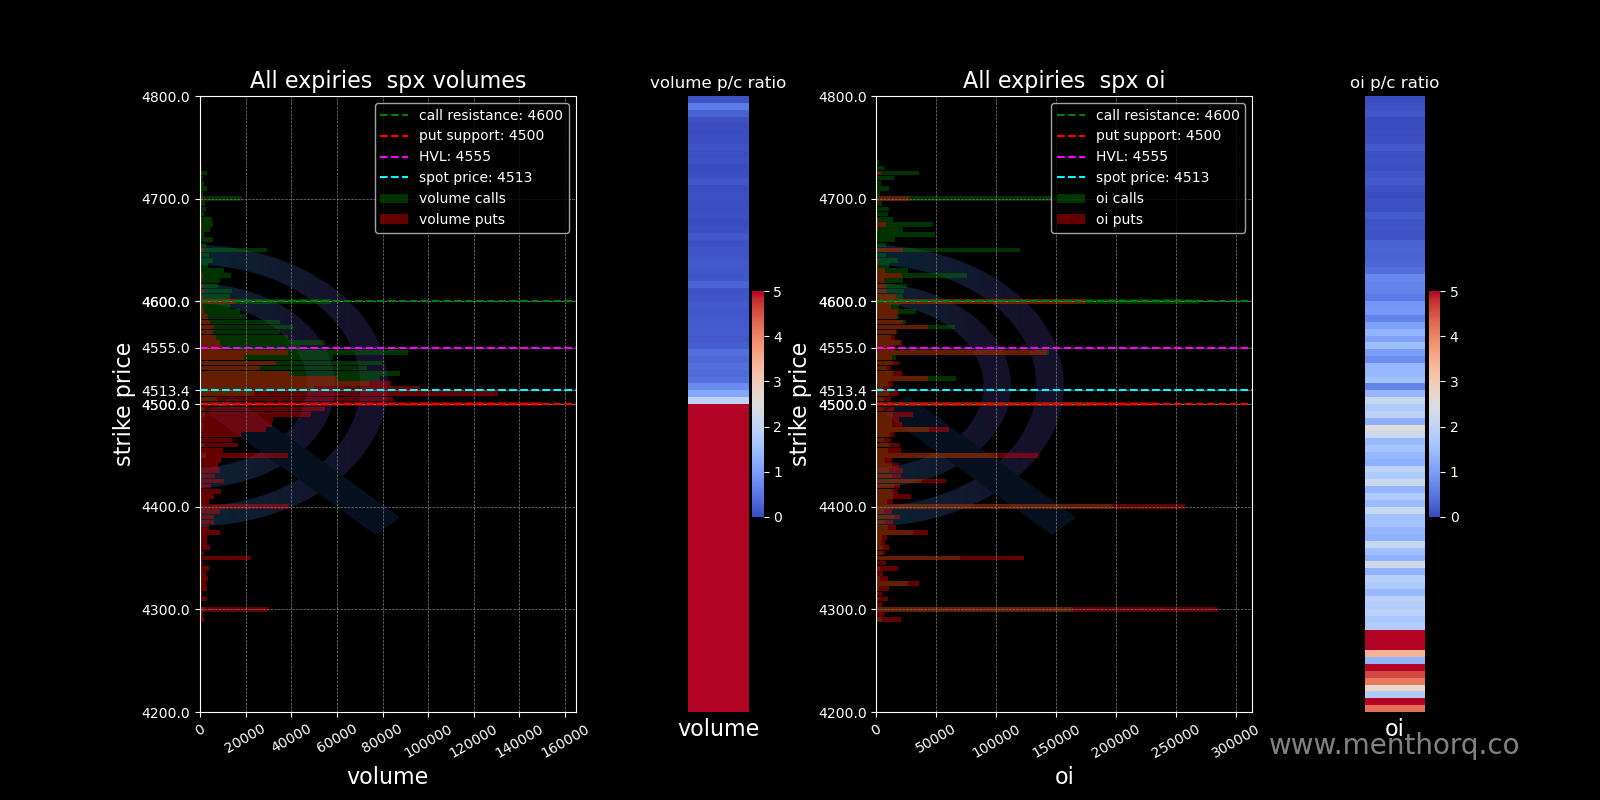 All expiries  spx volumes
4800.0
4700.0
4600.0
4555.0
4513.4
4500.0
4400.0
4300.0
4200.0
strike price
call resistance: 4600
put support: 4500
HVL: 4555
spot price: 4513
volume calls
volume puts
0
20000
40000
60000
80000
100000
120000
140000
160000
volume
volume p/c ratio
5
4
3
2
1
0
volume
All expiries  spx oi
4800.0
4700.0
4600.0
4555.0
4513.4
4500.0
4400.0
4300.0
4200.0
strike price
call resistance: 4600
put support: 4500
HVL: 4555
spot price: 4513
oi calls
oi puts
0
50000
100000
150000
200000
250000
300000
oi
oi p/c ratio
5
4
3
2
1
0
oi
www.menthorq.co